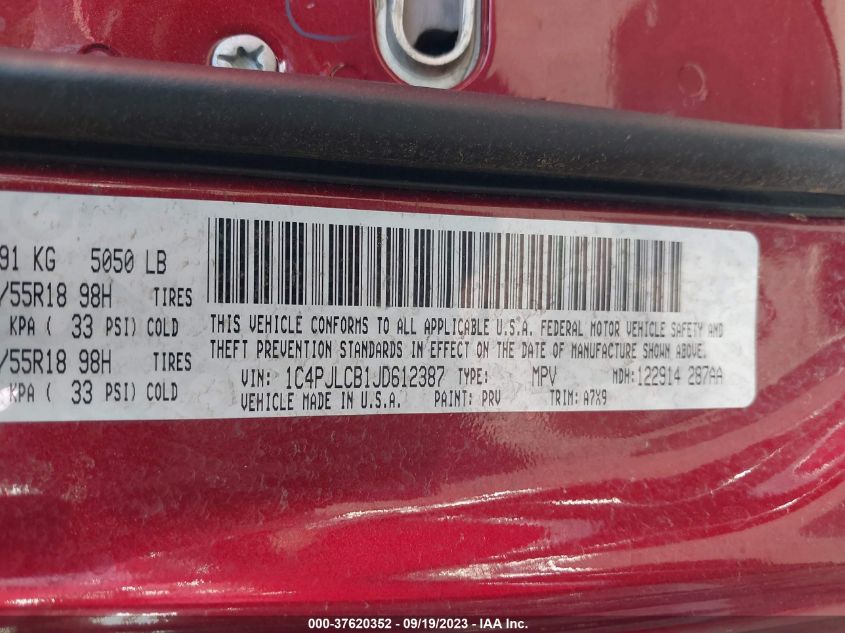 91 KG 5050 LB
/55R18 98H TIRES
KPA ( 33 PSI) COLD
/55R18 98H TIRES
KPA ( 33 PSI) COLD
THIS VEHICLE CONFORMS TO ALL APPLICABLE U.S.A. FEDERAL MOTOR VEHICLE SAFETY AND
THEFT PREVENTION STANDARDS IN EFFECT ON THE DATE OF MANUFACTURE SHOWN ABOVE.
VIN: 1C4PJLCB1JD612387 TYPE: MPV MDH: 122914 287AA
VEHICLE MADE IN U.S.A. PAINT: PRV TRIM: A7X9
000-37620352 - 09/19/2023 - IAA Inc.